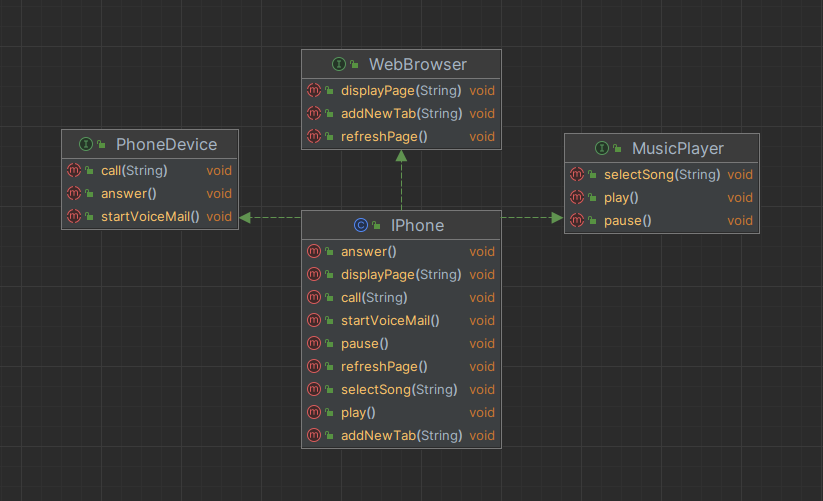 WebBrowser
displayPage(String) void
addNewTab(String) void
refreshPage() void
PhoneDevice
call(String) void
answer() void
startVoiceMail() void
MusicPlayer
selectSong(String) void
play() void
pause() void
IPhone
answer() void
displayPage(String) void
call(String) void
startVoiceMail() void
pause() void
refreshPage() void
selectSong(String) void
play() void
addNewTab(String) void